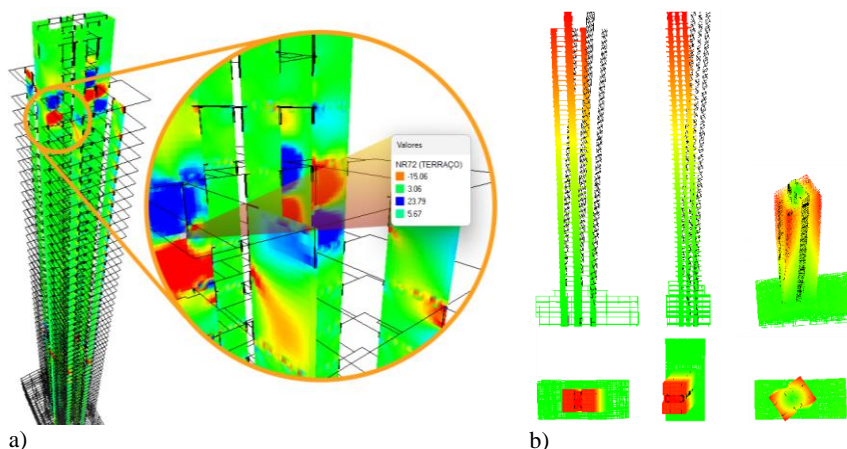 Valores
NR72 (TERRAÇO)
-15.06
3.06
23.79
5.67
a)
b)